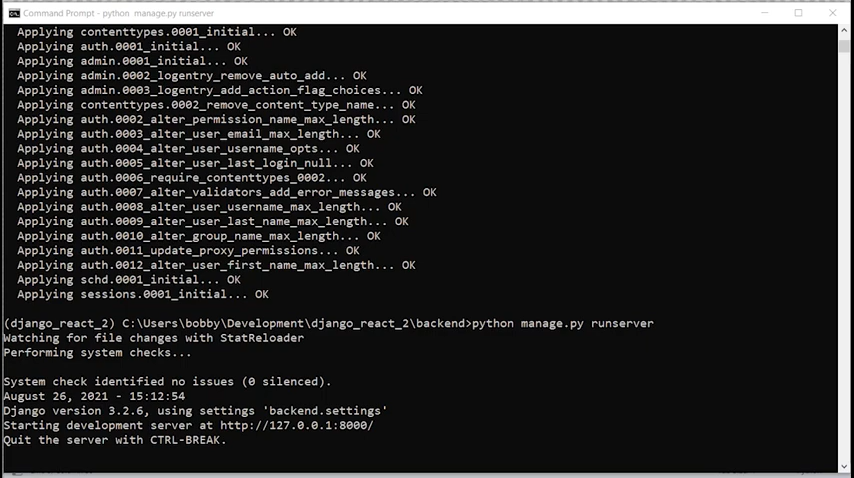 Command Prompt - python  manage.py runserver
Applying contenttypes.0001_initial... OK
Applying auth.0001_initial... OK
Applying admin.0001_initial... OK
Applying admin.0002_logentry_remove_auto_add... OK
Applying admin.0003_logentry_add_action_flag_choices... OK
Applying contenttypes.0002_remove_content_type_name... OK
Applying auth.0002_alter_permission_name_max_length... OK
Applying auth.0003_alter_user_email_max_length... OK
Applying auth.0004_alter_user_username_opts... OK
Applying auth.0005_alter_user_last_login_null... OK
Applying auth.0006_require_contenttypes_0002... OK
Applying auth.0007_alter_validators_add_error_messages... OK
Applying auth.0008_alter_user_username_max_length... OK
Applying auth.0009_alter_user_last_name_max_length... OK
Applying auth.0010_alter_group_name_max_length... OK
Applying auth.0011_update_proxy_permissions... OK
Applying auth.0012_alter_user_first_name_max_length... OK
Applying schd.0001_initial... OK
Applying sessions.0001_initial... OK
(django_react_2) C:\Users\bobby\Development\django_react_2\backend>python manage.py runserver
Watching for file changes with StatReloader
Performing system checks...
System check identified no issues (0 silenced).
August 26, 2021 - 15:12:54
Django version 3.2.6, using settings 'backend.settings'
Starting development server at http://127.0.0.1:8000/
Quit the server with CTRL-BREAK.